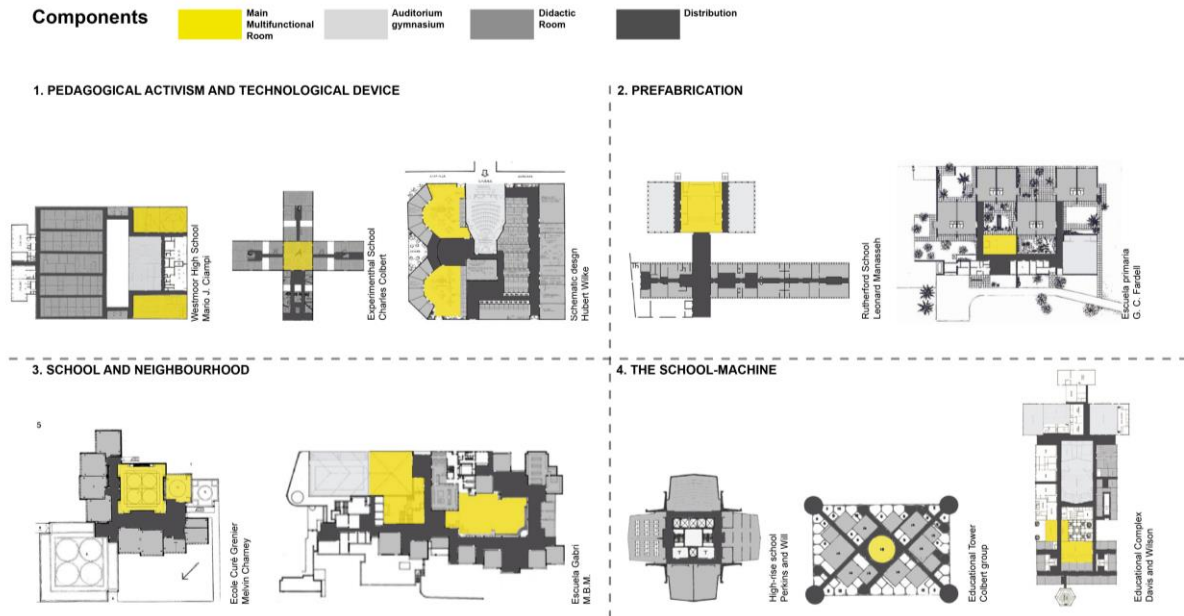 Components
Main
Multifunctional
Room
Auditorium
gymnasium
Didactic
Room
Distribution
1. PEDAGOGICAL ACTIVISM AND TECHNOLOGICAL DEVICE
Westmoor High School
Mario J. Ciampi
Experimenthal School
Charles Colbert
Schematic desgn
Hubert Wilke
2. PREFABRICATION
Rutherford School
Leonard Manasseh
Escuela primaria
G. C. Fardell
3. SCHOOL AND NEIGHBOURHOOD
5
Ecole Curé Grenier
Melvin Charney
Escuela Gabri
M.B.M.
4. THE SCHOOL-MACHINE
High-rise school
Perkins and Will
Educational Tower
Colbert group
Educational Complex
Davis and Wilson